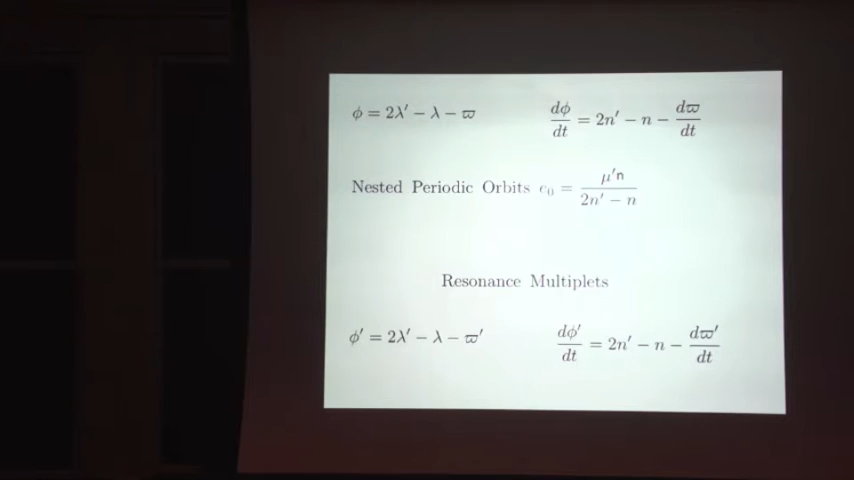 ϕ = 2λ′ − λ − ϖ    dϕ/dt = 2n′ − n − dϖ/dt
Nested Periodic Orbits e₀ = μ′n/(2n′ − n)
Resonance Multiplets
ϕ′ = 2λ′ − λ − ϖ′    dϕ′/dt = 2n′ − n − dϖ′/dt